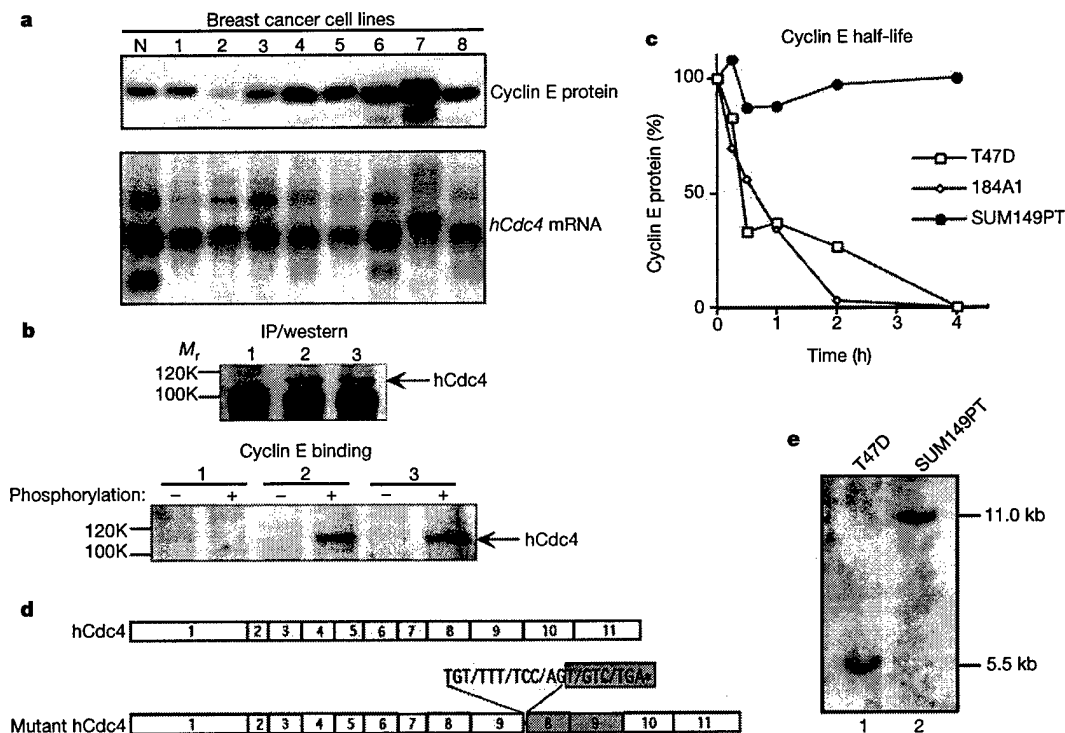 a
Breast cancer cell lines
N 1 2 3 4 5 6 7 8
Cyclin E protein
hCdc4 mRNA
b
IP/western
Mr 1 2 3
120K
100K
hCdc4
Cyclin E binding
1 2 3
Phosphorylation: – + – + – +
120K
100K
hCdc4
c
Cyclin E half-life
Cyclin E protein (%)
100
50
0
0 1 2 3 4
Time (h)
T47D
184A1
SUM149PT
d
hCdc4 1 2 3 4 5 6 7 8 9 10 11
TGT/TTT/TCC/AGT/GTC/TGA*
Mutant hCdc4 1 2 3 4 5 6 7 8 9 8 9 10 11
e
T47D SUM149PT
11.0 kb
5.5 kb
1 2